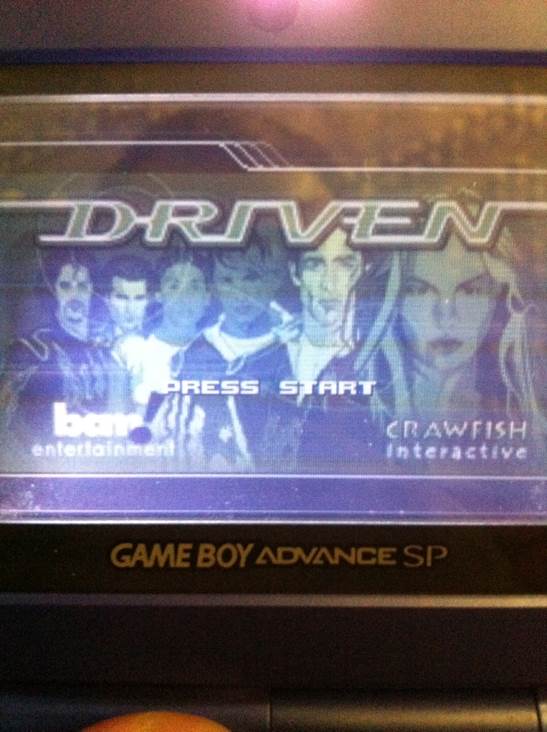 DRIVEN
PRESS START
bam!
entertainment
CRAWFISH
interactive
GAME BOY ADVANCE SP